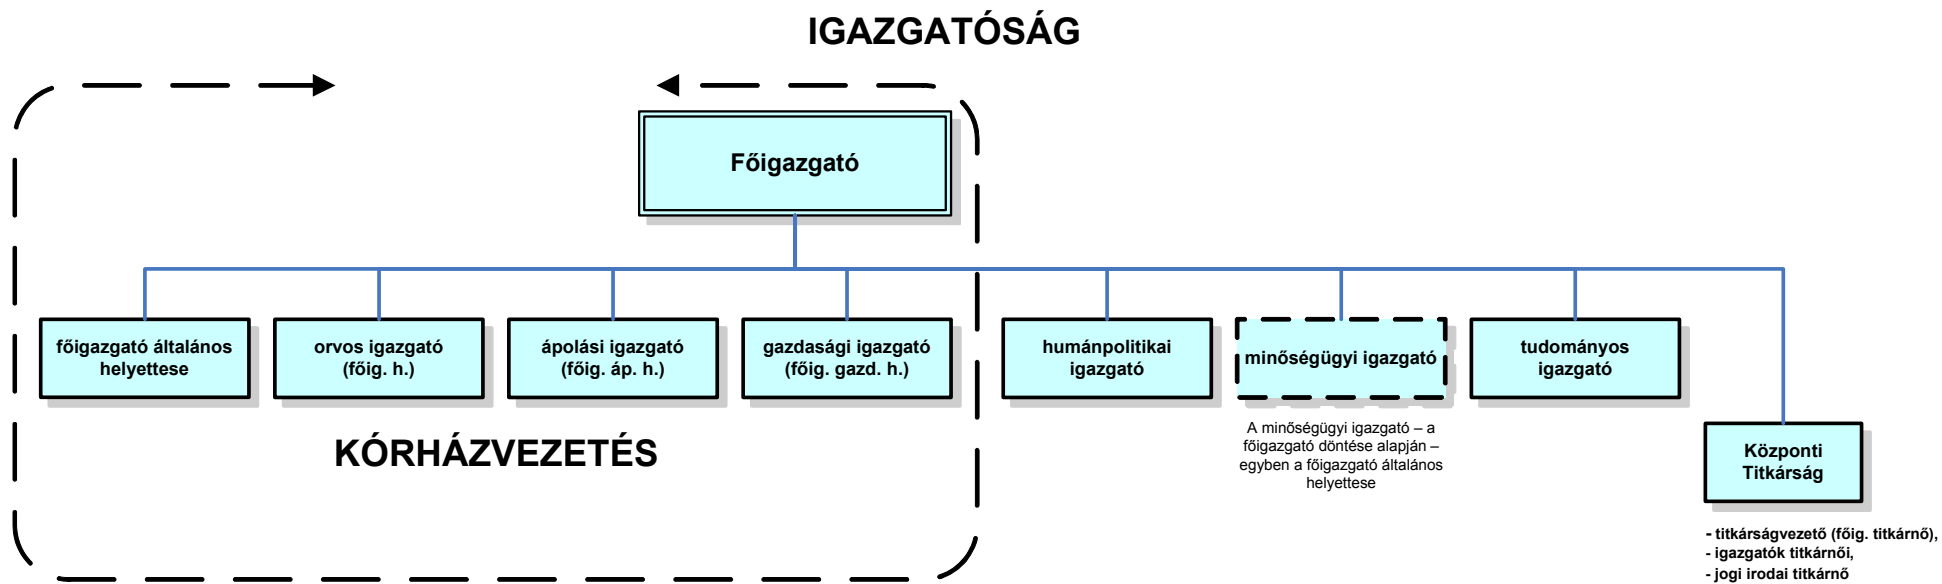 IGAZGATÓSÁG
Főigazgató
főigazgató általános
helyettese
orvos igazgató
(főig. h.)
ápolási igazgató
(főig. áp. h.)
gazdasági igazgató
(főig. gazd. h.)
humánpolitikai
igazgató
minőségügyi igazgató
tudományos
igazgató
A minőségügyi igazgató – a
főigazgató döntése alapján –
egyben a főigazgató általános
helyettese
KÓRHÁZVEZETÉS
Központi
Titkárság
- titkárságvezető (főig. titkárnő),
- igazgatók titkárnői,
- jogi irodai titkárnő